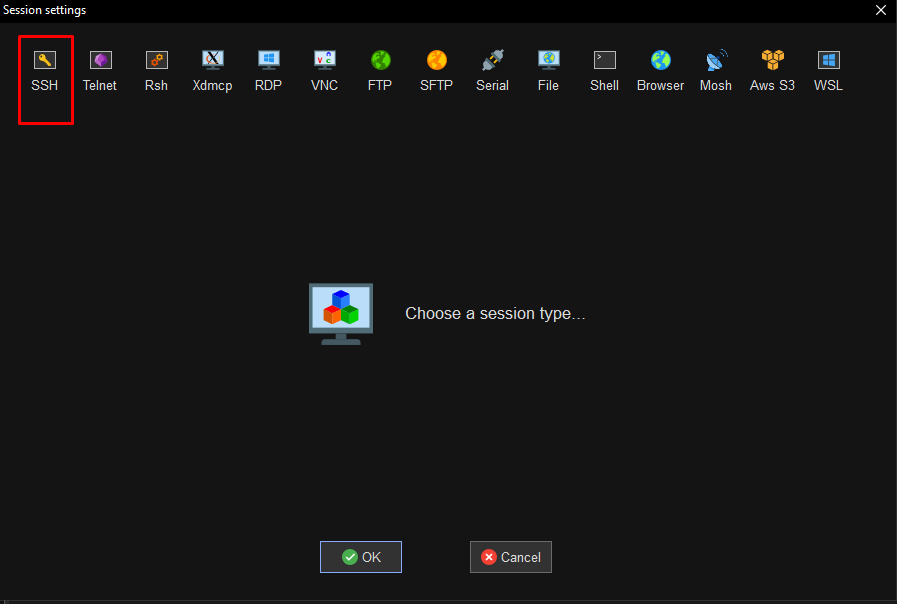 Session settings
SSH Telnet Rsh Xdmcp RDP VNC FTP SFTP Serial File Shell Browser Mosh Aws S3 WSL
Choose a session type...
OK Cancel